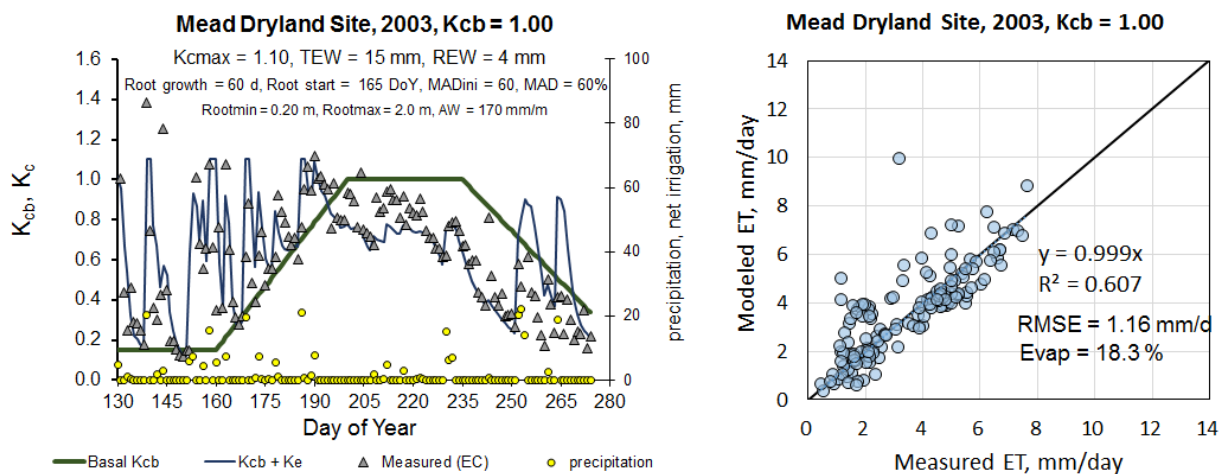 Mead Dryland Site, 2003, Kcb = 1.00
Kcmax = 1.10, TEW = 15 mm, REW = 4 mm
Root growth = 60 d, Root start = 165 DoY, MADini = 60, MAD = 60%
Rootmin = 0.20 m, Rootmax = 2.0 m, AW = 170 mm/m
1.6
1.4
1.2
1.0
0.8
0.6
0.4
0.2
0.0
Kcb, Kc
100
80
60
40
20
0
precipitation, net irrigation, mm
130 145 160 175 190 205 220 235 250 265 280
Day of Year
Basal Kcb Kcb + Ke Measured (EC) precipitation
Mead Dryland Site, 2003, Kcb = 1.00
14
12
10
8
6
4
2
0
Modeled ET, mm/day
y = 0.999x
R² = 0.607
RMSE = 1.16 mm/d
Evap = 18.3 %
0 2 4 6 8 10 12 14
Measured ET, mm/day